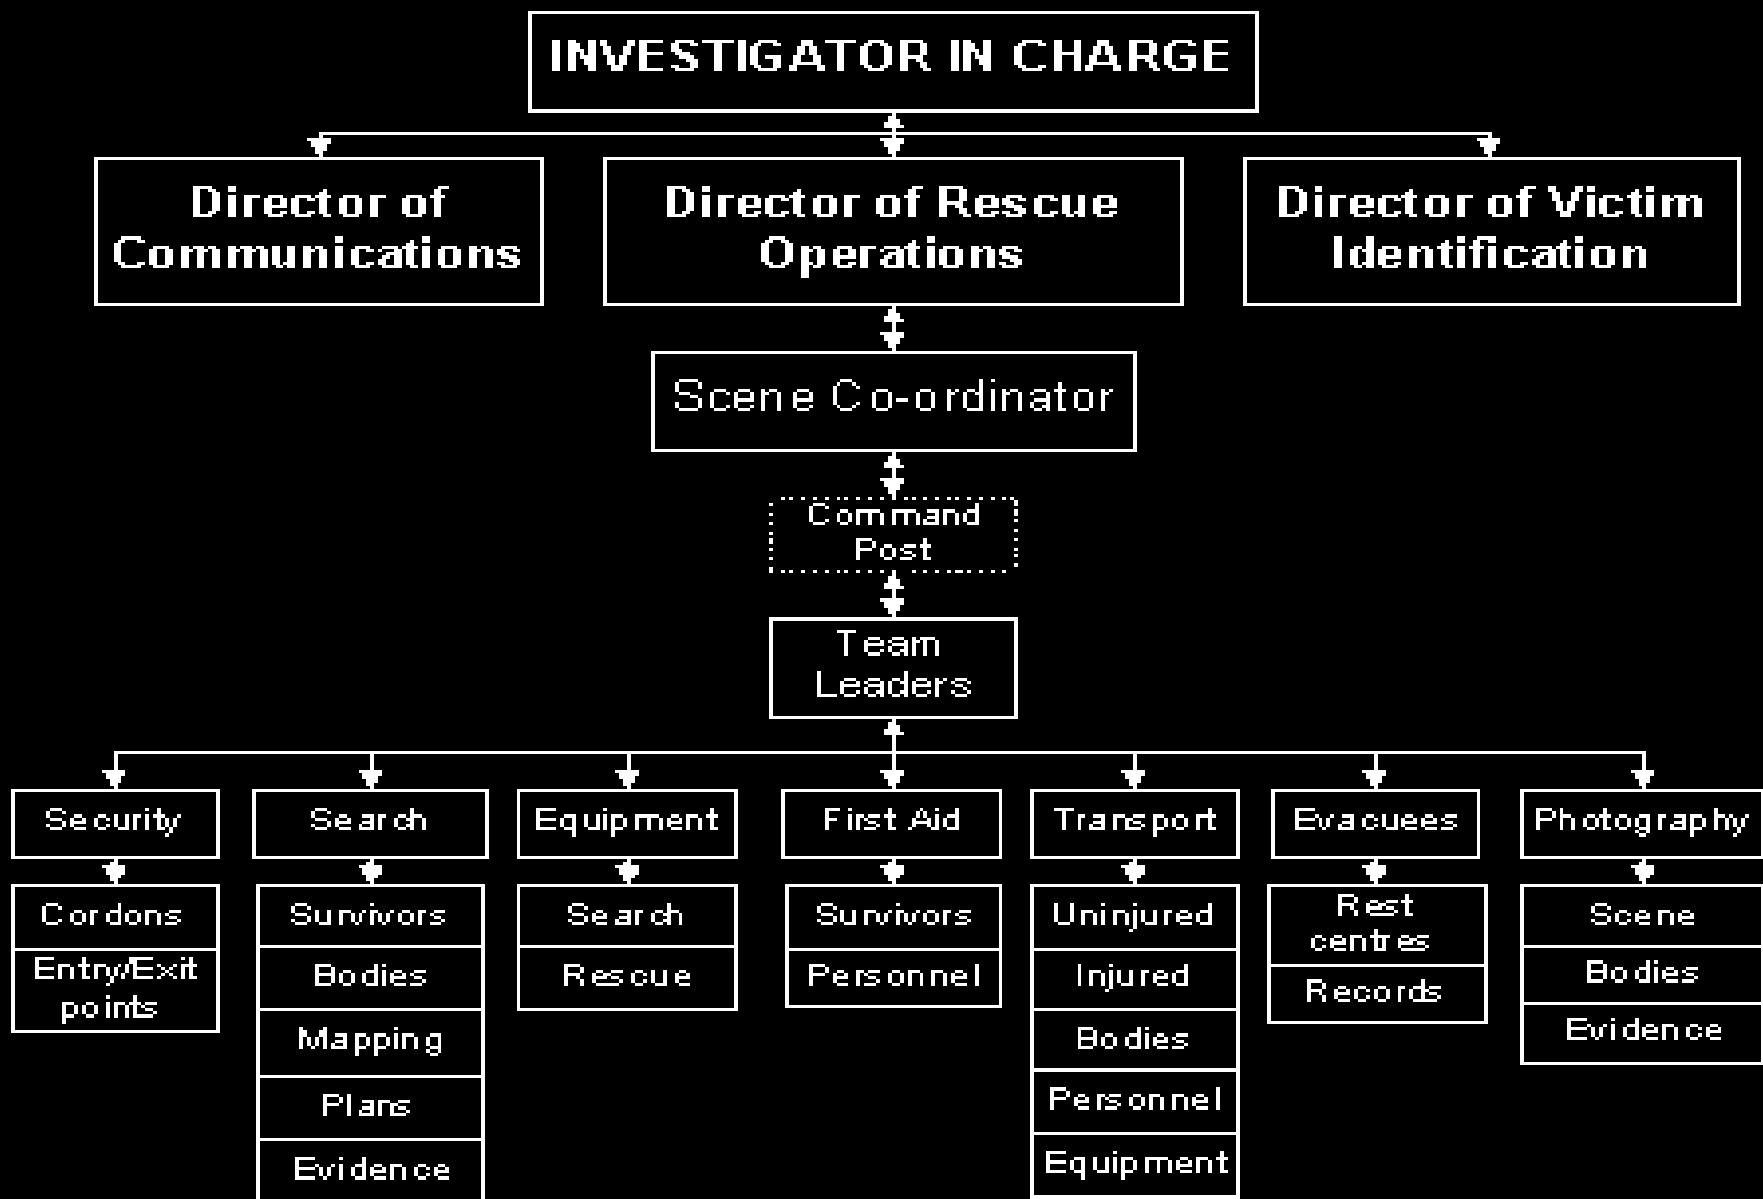 INVESTIGATOR IN CHARGE
Director of
Communications
Director of Rescue
Operations
Director of Victim
Identification
Scene Co-ordinator
Command
Post
Team
Leaders
Security
Search
Equipment
First Aid
Transport
Evacuees
Photography
Cordons
Entry/Exit
points
Survivors
Bodies
Mapping
Plans
Evidence
Search
Rescue
Survivors
Personnel
Uninjured
Injured
Bodies
Personnel
Equipment
Rest
centres
Records
Scene
Bodies
Evidence